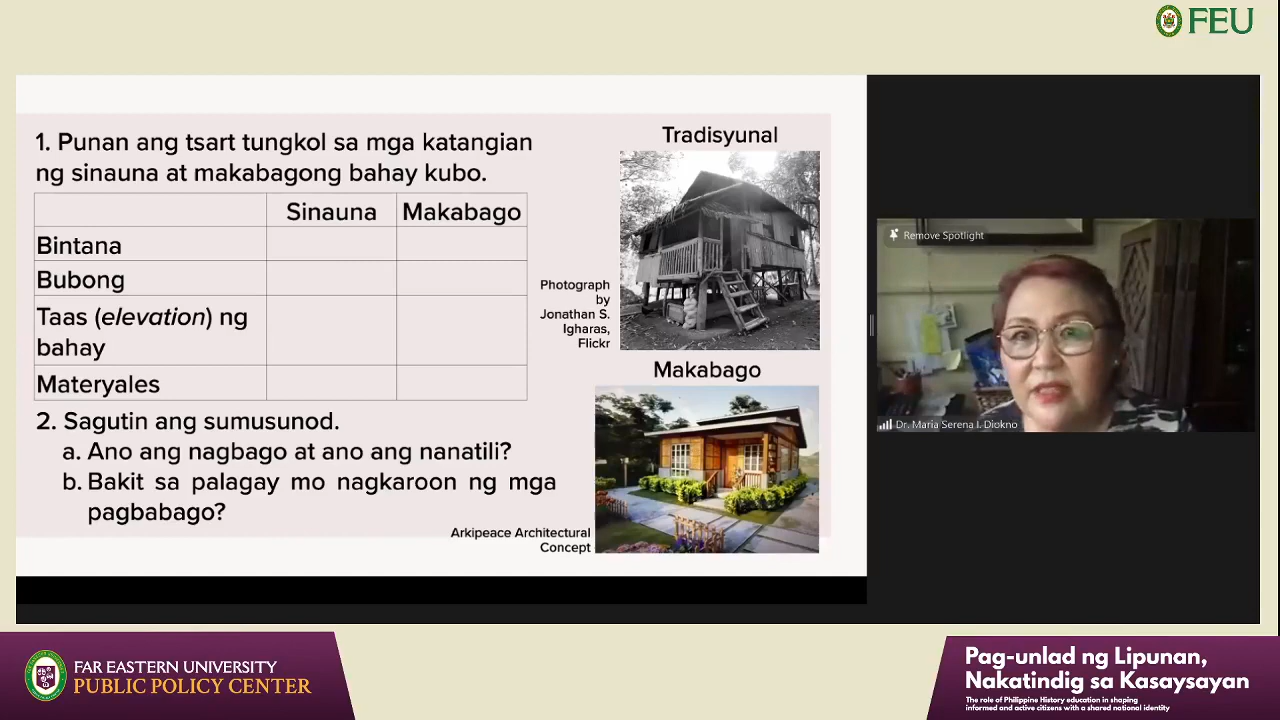 FEU
1. Punan ang tsart tungkol sa mga katangian
ng sinauna at makabagong bahay kubo.
Sinauna Makabago
Bintana
Bubong
Taas (elevation) ng
bahay
Materyales
2. Sagutin ang sumusunod.
a. Ano ang nagbago at ano ang nanatili?
b. Bakit sa palagay mo nagkaroon ng mga
pagbabago?
Tradisyunal
Photograph
by
Jonathan S.
Igharas,
Flickr
Makabago
Arkipeace Architectural
Concept
Remove Spotlight
Dr. Maria Serena I. Diokno
FAR EASTERN UNIVERSITY
PUBLIC POLICY CENTER
Pag-unlad ng Lipunan,
Nakatindig sa Kasaysayan
The role of Philippine History education in shaping
informed and active citizens with a shared national identity